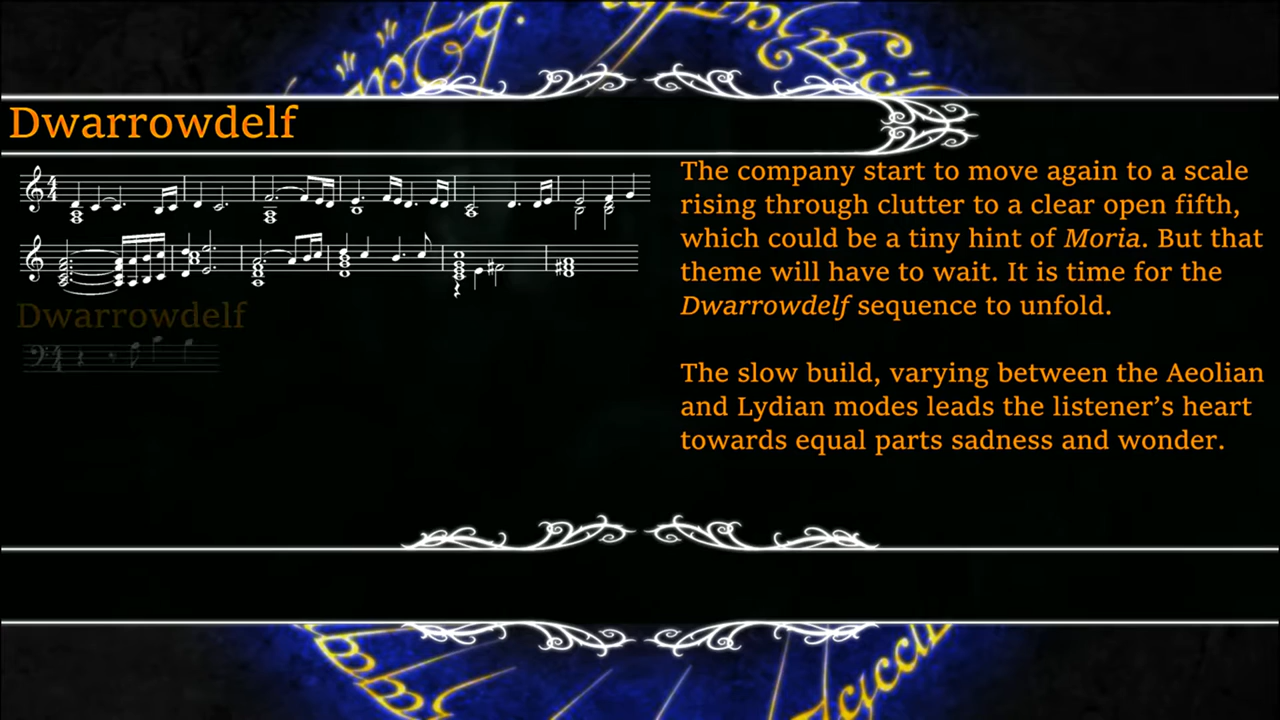 Dwarrowdelf
The company start to move again to a scale
rising through clutter to a clear open fifth,
which could be a tiny hint of Moria. But that
theme will have to wait. It is time for the
Dwarrowdelf sequence to unfold.
The slow build, varying between the Aeolian
and Lydian modes leads the listener’s heart
towards equal parts sadness and wonder.
Dwarrowdelf